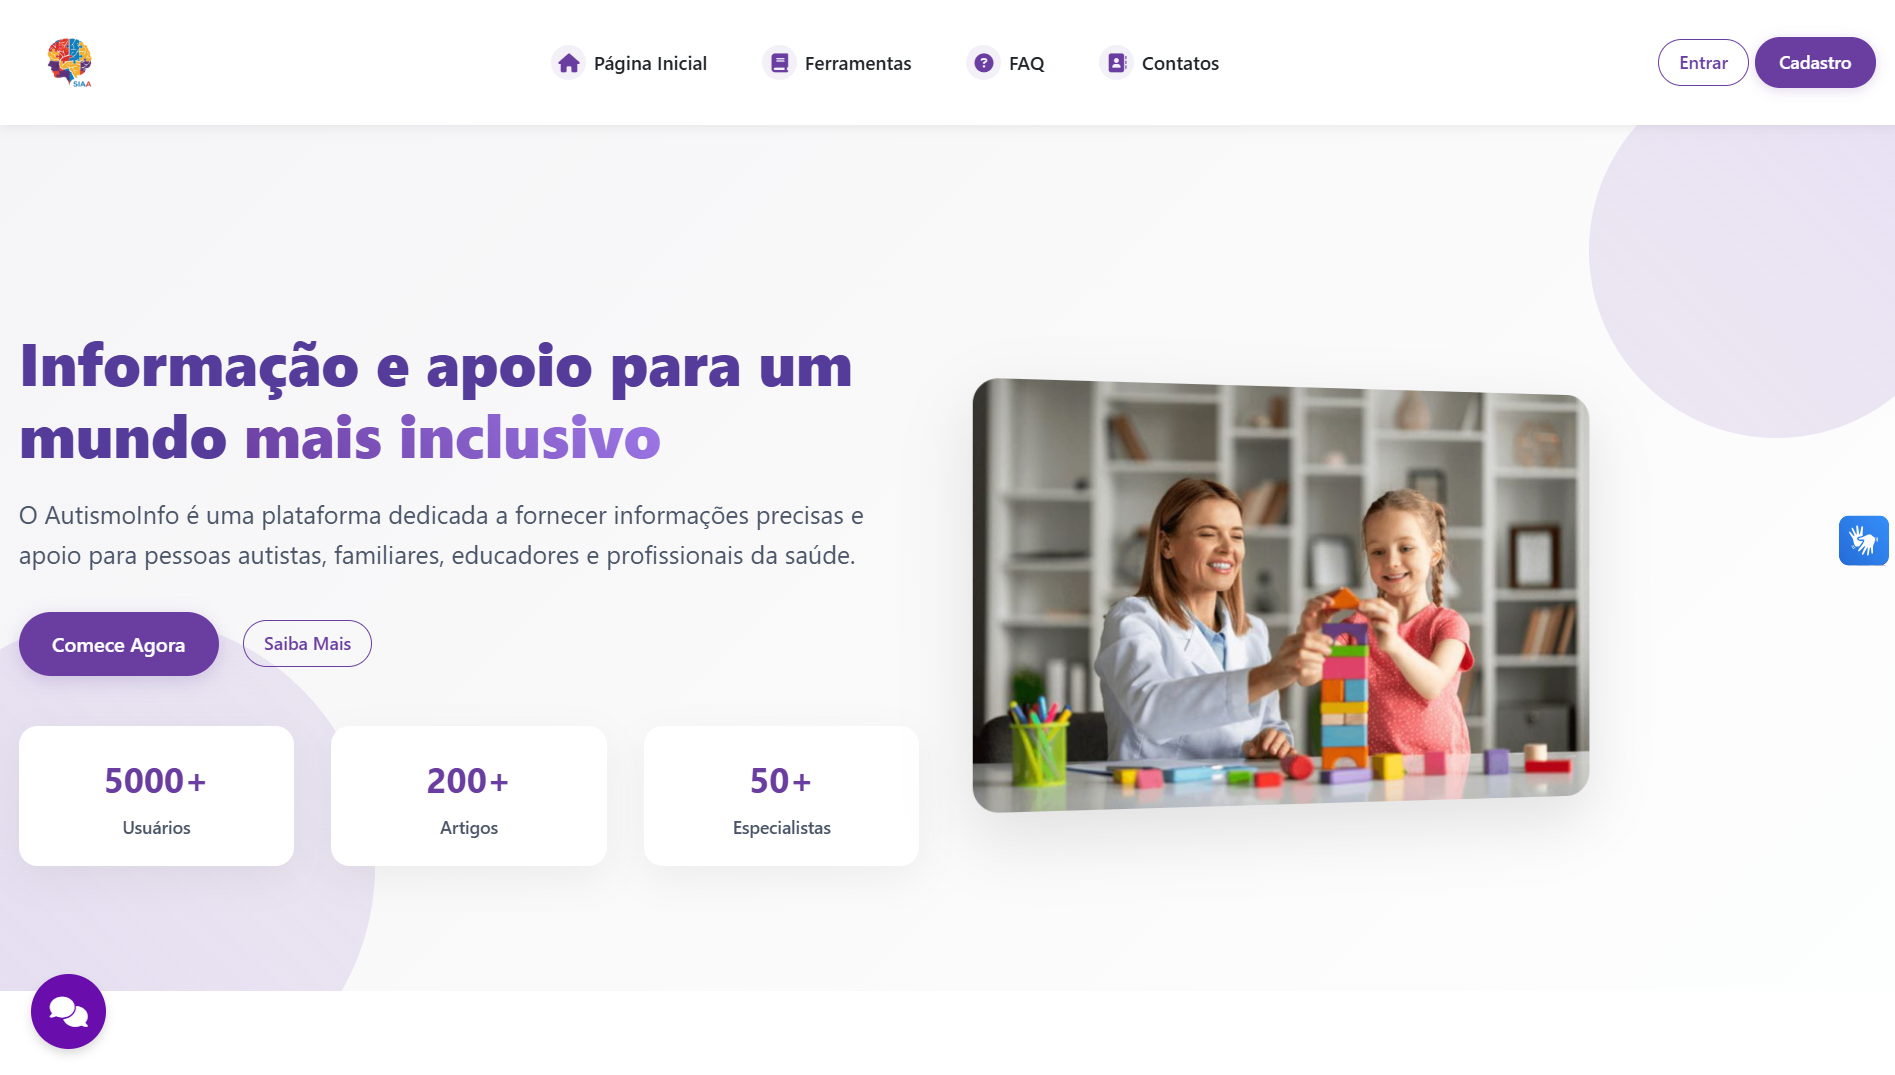 SIAA
Página Inicial
Ferramentas
FAQ
Contatos
Entrar
Cadastro
Informação e apoio para um
mundo mais inclusivo
O AutismoInfo é uma plataforma dedicada a fornecer informações precisas e
apoio para pessoas autistas, familiares, educadores e profissionais da saúde.
Comece Agora
Saiba Mais
5000+
Usuários
200+
Artigos
50+
Especialistas